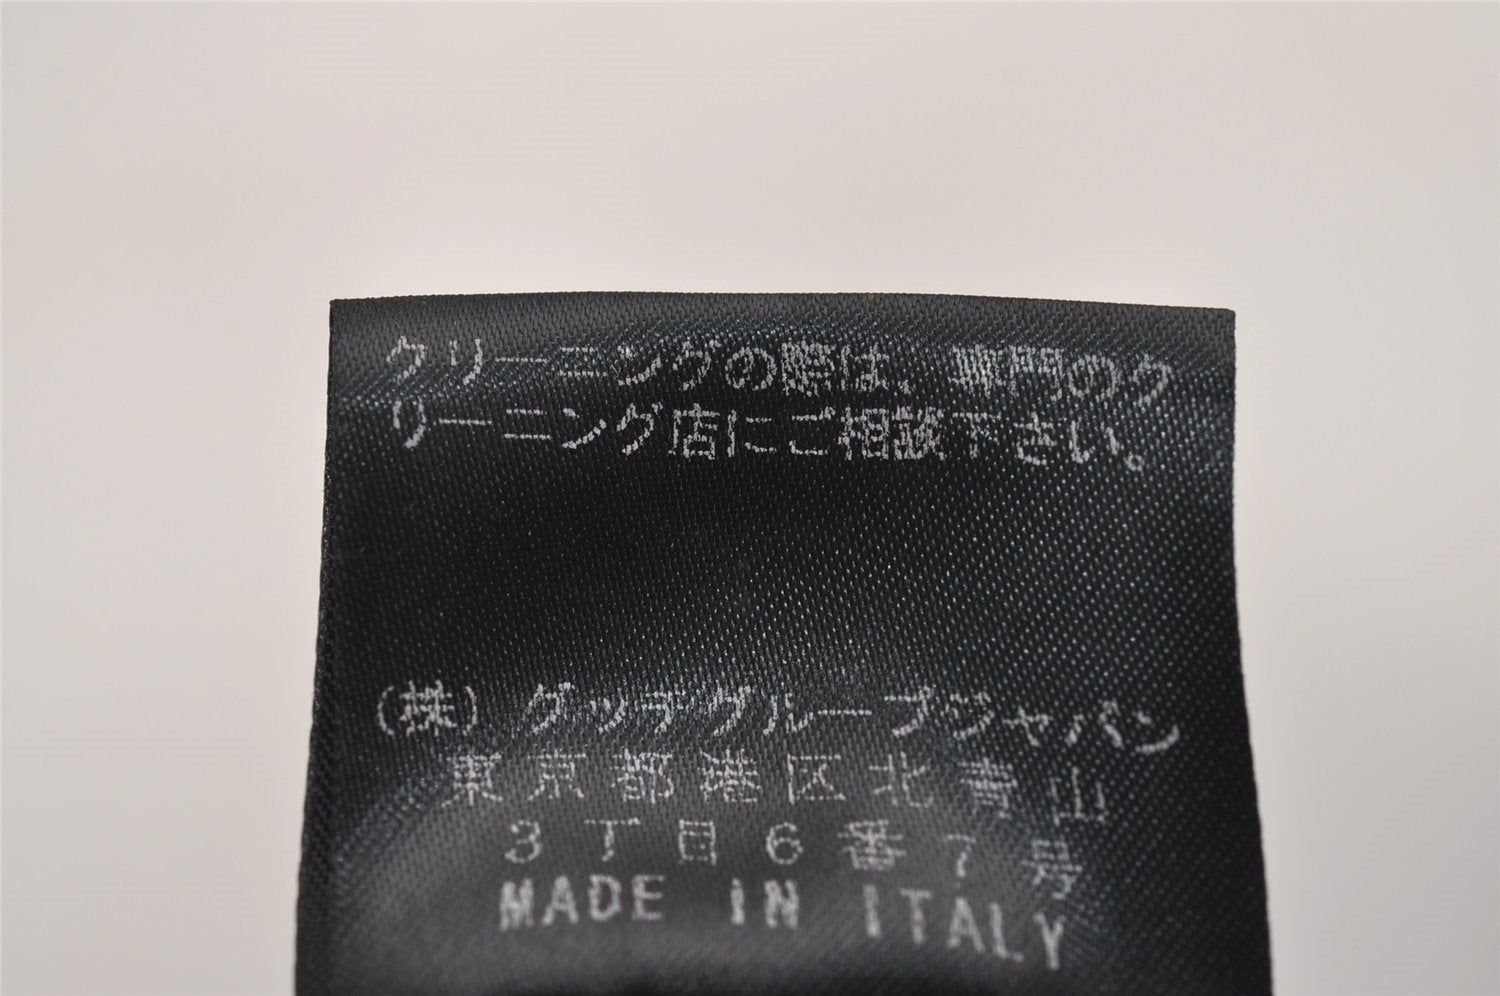 クリーニングの際は、専門のク
リーニング店にご相談下さい。
(株) グッチグループジャパン
東京都港区北青山
3丁目6番7号
MADE IN ITALY